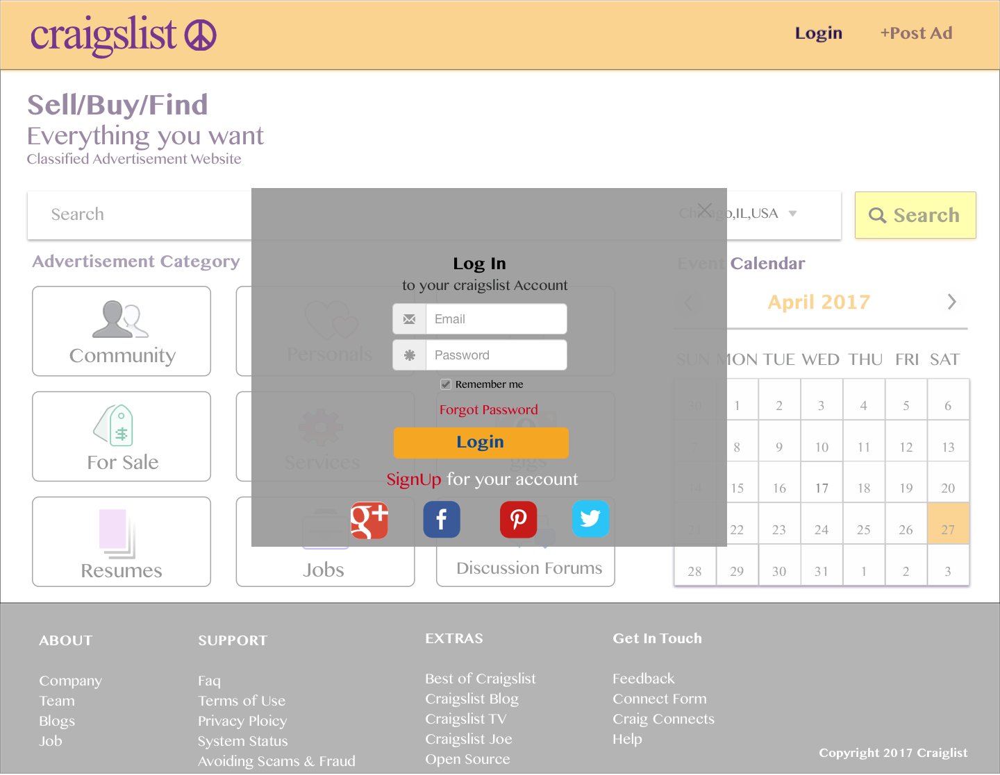 craigslist
Login
+Post Ad
Sell/Buy/Find
Everything you want
Classified Advertisement Website
Search
Chicago,IL,USA
Search
Advertisement Category
Community
Personals
For Sale
Services
gigs
Resumes
Jobs
Discussion Forums
Log In
to your craigslist Account
Email
Password
Remember me
Forgot Password
Login
SignUp for your account
g+
f
Event Calendar
April 2017
SUN MON TUE WED THU FRI SAT
30 1 2 3 4 5 6
7 8 9 10 11 12 13
14 15 16 17 18 19 20
21 22 23 24 25 26 27
28 29 30 31 1 2 3
ABOUT
Company
Team
Blogs
Job
SUPPORT
Faq
Terms of Use
Privacy Ploicy
System Status
Avoiding Scams & Fraud
EXTRAS
Best of Craigslist
Craigslist Blog
Craigslist TV
Craigslist Joe
Open Source
Get In Touch
Feedback
Connect Form
Craig Connects
Help
Copyright 2017 Craiglist